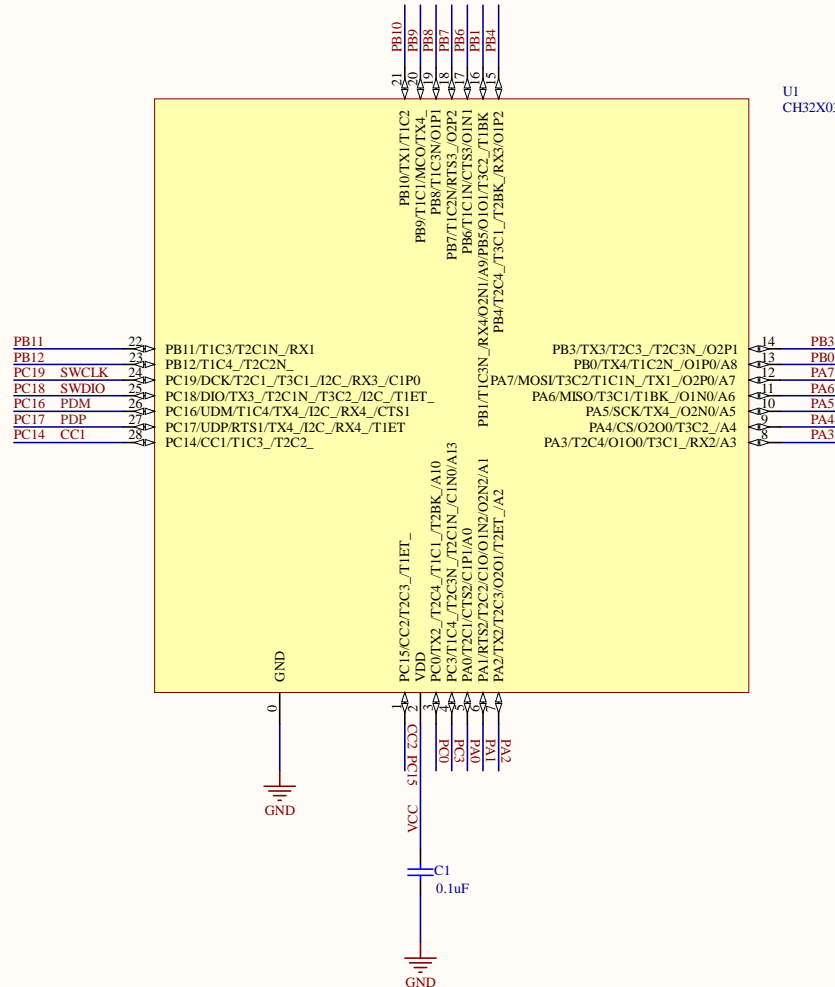 PB10
PB9
PB8
PB7
PB6
PB1
PB4
21
20
19
18
17
16
15
U1
CH32X03
PB10/TX1/T1C2
PB9/T1C1/MCO/TX4_
PB8/T1C3N/O1P1
PB7/T1C2N/RTS3_/O2P2
PB6/T1C1N/CTS3/O1N1
PB1/T1C3N_/RX4/O2N1/A9/PB5/O1O1/T3C2_/T1BK
PB4/T2C4_/T3C1_/T2BK_/RX3/O1P2
PB11 22 PB11/T1C3/T2C1N_/RX1
PB12 23 PB12/T1C4_/T2C2N_
PC19 SWCLK 24 PC19/DCK/T2C1_/T3C1_/I2C_/RX3_/C1P0
PC18 SWDIO 25 PC18/DIO/TX3_/T2C1N_/T3C2_/I2C_/T1ET_
PC16 PDM 26 PC16/UDM/T1C4/TX4_/I2C_/RX4_/CTS1
PC17 PDP 27 PC17/UDP/RTS1/TX4_/I2C_/RX4_/T1ET
PC14 CC1 28 PC14/CC1/T1C3_/T2C2_
PB3/TX3/T2C3_/T2C3N_/O2P1 14 PB3
PB0/TX4/T1C2N_/O1P0/A8 13 PB0
PA7/MOSI/T3C2/T1C1N_/TX1_/O2P0/A7 12 PA7
PA6/MISO/T3C1/T1BK_/O1N0/A6 11 PA6
PA5/SCK/TX4_/O2N0/A5 10 PA5
PA4/CS/O2O0/T3C2_/A4 9 PA4
PA3/T2C4/O1O0/T3C1_/RX2/A3 8 PA3
GND
PC15/CC2/T2C3_/T1ET_
VDD
PC0/TX2_/T2C4_/T1C1_/T2BK_/A10
PC3/T1C4_/T2C3N_/T2C1N_/C1N0/A13
PA0/T2C1/CTS2/C1P1/A0
PA1/RTS2/T2C2/C1O/O1N2/O2N2/A1
PA2/TX2/T2C3/O2O1/T2ET_/A2
0
1
2
3
4
5
6
7
CC2 PC15
VCC
PC0
PC3
PA0
PA1
PA2
GND
C1
0.1uF
GND